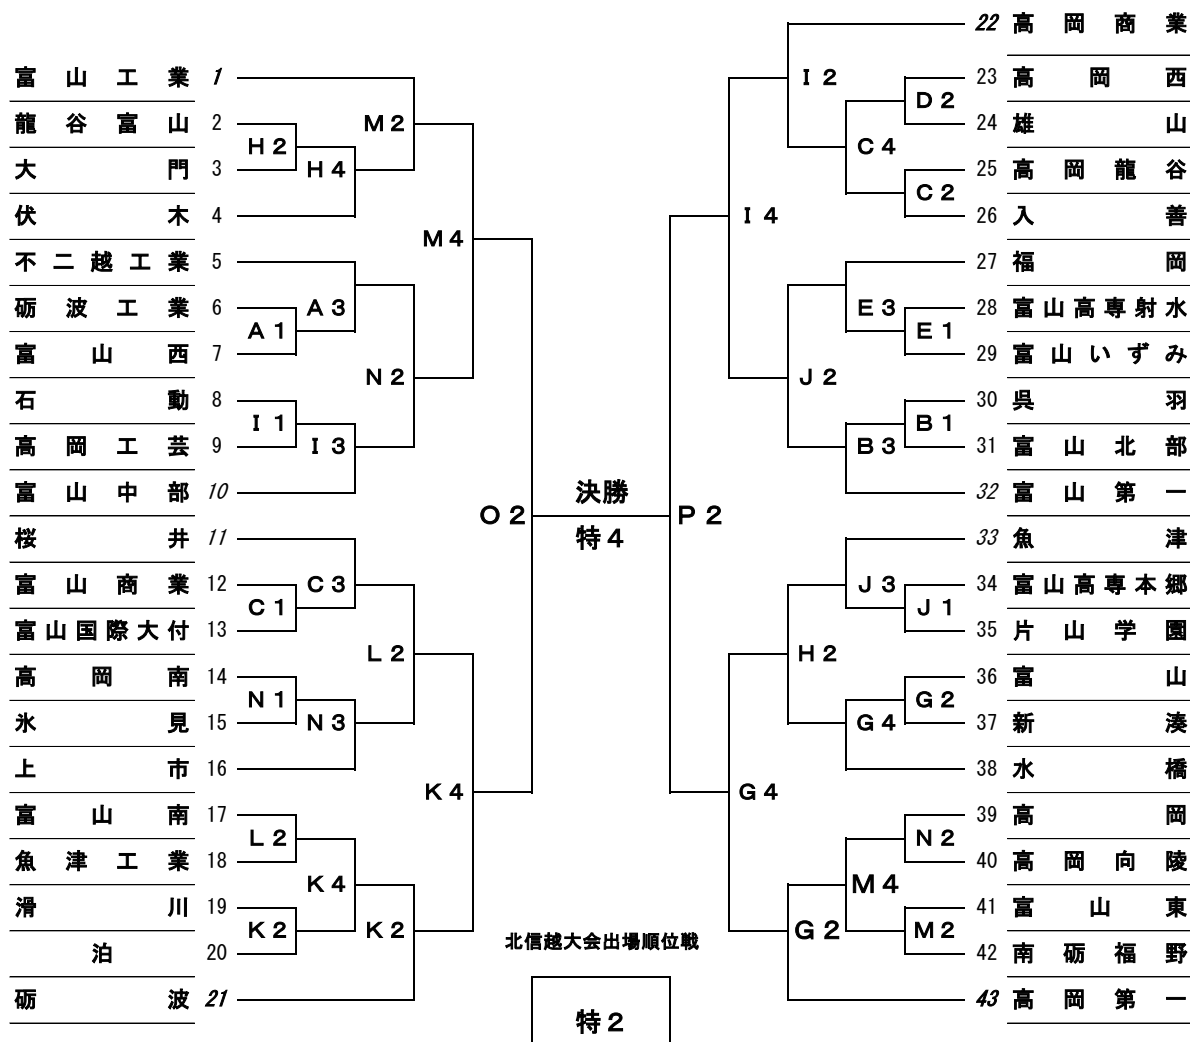 富山工業 1
龍谷富山 2
大門 3
伏木 4
不二越工業 5
砺波工業 6
富山西 7
石動 8
高岡工芸 9
富山中部 10
桜井 11
富山商業 12
富山国際大付 13
高岡南 14
氷見 15
上市 16
富山南 17
魚津工業 18
滑川 19
泊 20
砺波 21
H2
H4
M2
A1
A3
I1
I3
N2
M4
C1
C3
N1
N3
L2
L2
K2
K4
K2
K4
O2
決勝
特4
P2
北信越大会出場順位戦
特2
I2
D2
C4
C2
I4
E3
E1
J2
B1
B3
J3
J1
H2
G2
G4
G4
N2
M4
M2
G2
22 高岡商業
23 高岡西
24 雄山
25 高岡龍谷
26 入善
27 福岡
28 富山高専射水
29 富山いずみ
30 呉羽
31 富山北部
32 富山第一
33 魚津
34 富山高専本郷
35 片山学園
36 富山
37 新湊
38 水橋
39 高岡
40 高岡向陵
41 富山東
42 南砺福野
43 高岡第一